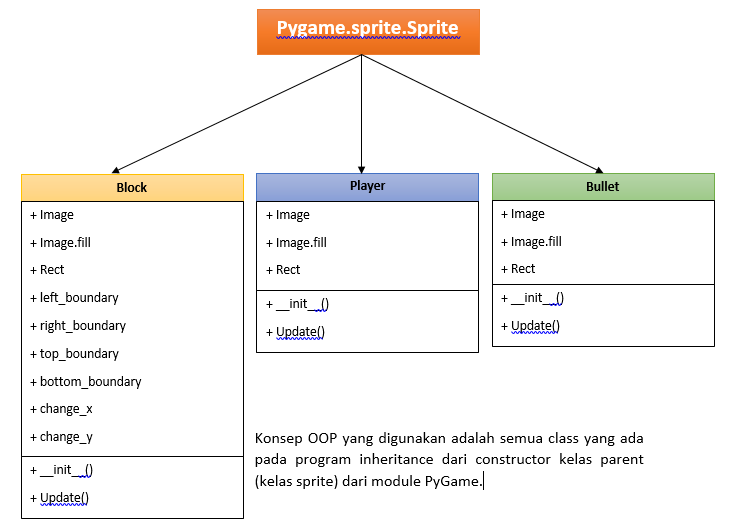 Pygame.sprite.Sprite
Block
+ Image
+ Image.fill
+ Rect
+ left_boundary
+ right_boundary
+ top_boundary
+ bottom_boundary
+ change_x
+ change_y
+ __init__()
+ Update()
Player
+ Image
+ Image.fill
+ Rect
+ __init__()
+ Update()
Bullet
+ Image
+ Image.fill
+ Rect
+ __init__()
+ Update()
Konsep OOP yang digunakan adalah semua class yang ada
pada program inheritance dari constructor kelas parent
(kelas sprite) dari module PyGame.